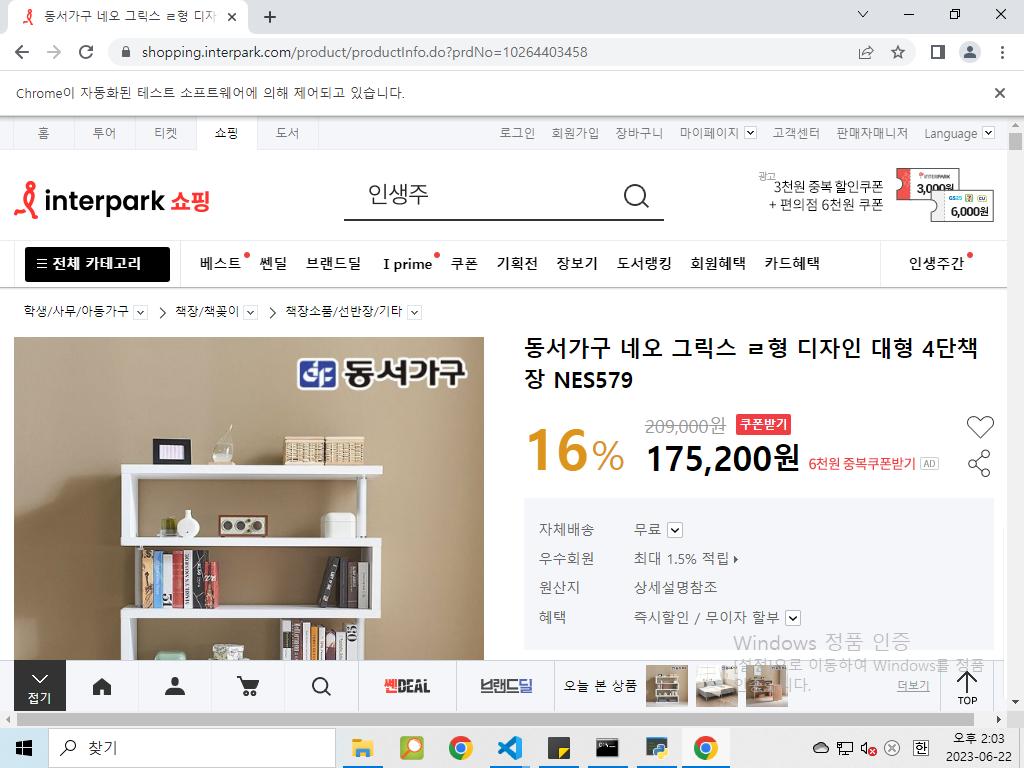 동서가구 네오 그릭스 ㄹ형 디자
shopping.interpark.com/product/productInfo.do?prdNo=10264403458
Chrome이 자동화된 테스트 소프트웨어에 의해 제어되고 있습니다.
홈 투어 티켓 쇼핑 도서 로그인 회원가입 장바구니 마이페이지 고객센터 판매자매니저 Language
interpark 쇼핑
인생주
광고
3천원 중복 할인쿠폰
+ 편의점 6천원 쿠폰
INTERPARK
3,000원
GS25 CU
6,000원
전체 카테고리 베스트 쎈딜 브랜드딜 I prime 쿠폰 기획전 장보기 도서랭킹 회원혜택 카드혜택 인생주간
학생/사무/아동가구 책장/책꽂이 책장소품/선반장/기타
동서가구
동서가구 네오 그릭스 ㄹ형 디자인 대형 4단책
장 NES579
209,000원 쿠폰받기
16% 175,200원 6천원 중복쿠폰받기 AD
자체배송 무료
우수회원 최대 1.5% 적립
원산지 상세설명참조
혜택 즉시할인 / 무이자 할부
Windows 정품 인증
[설정]으로 이동하여 Windows를 정품
접기
쎈DEAL
브랜드딜
오늘 본 상품
더보기
TOP
찾기
한
오후 2:03
2023-06-22